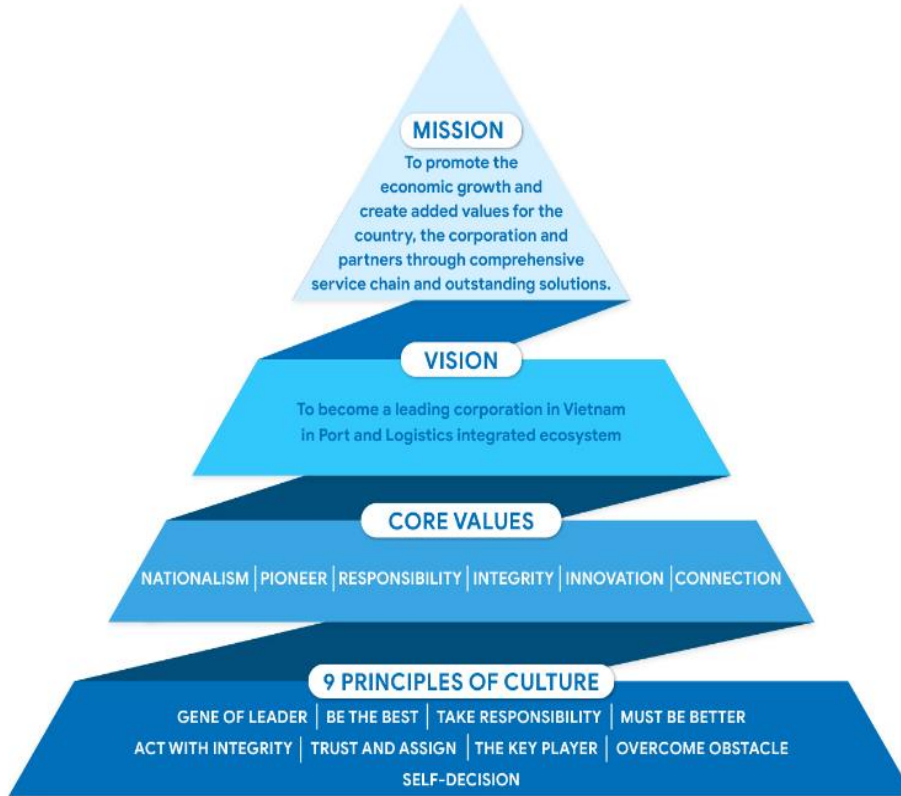 MISSION
To promote the
economic growth and
create added values for the
country, the corporation and
partners through comprehensive
service chain and outstanding solutions.
VISION
To become a leading corporation in Vietnam
in Port and Logistics integrated ecosystem
CORE VALUES
NATIONALISM | PIONEER | RESPONSIBILITY | INTEGRITY | INNOVATION | CONNECTION
9 PRINCIPLES OF CULTURE
GENE OF LEADER | BE THE BEST | TAKE RESPONSIBILITY | MUST BE BETTER
ACT WITH INTEGRITY | TRUST AND ASSIGN | THE KEY PLAYER | OVERCOME OBSTACLE
SELF-DECISION